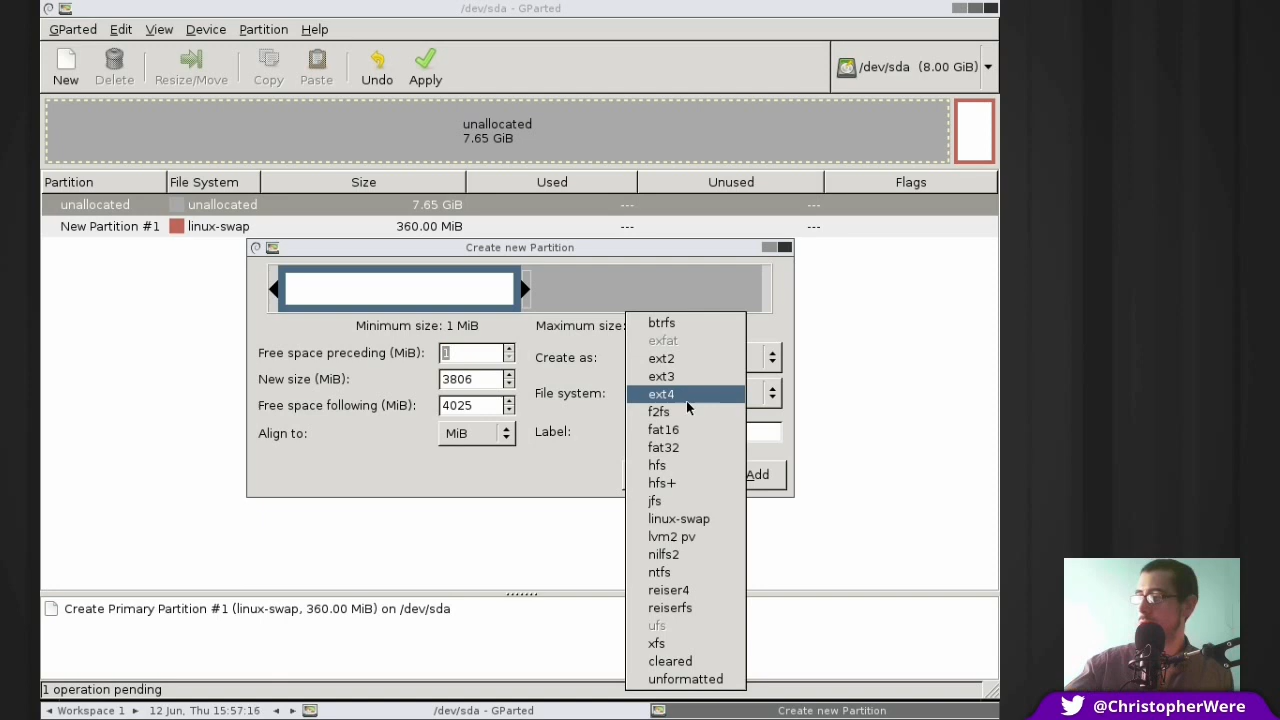 /dev/sda - GParted
GParted Edit View Device Partition Help
New Delete Resize/Move Copy Paste Undo Apply
/dev/sda (8.00 GiB)
unallocated
7.65 GiB
Partition File System Size Used Unused Flags
unallocated unallocated 7.65 GiB --- ---
New Partition #1 linux-swap 360.00 MiB --- ---
Create new Partition
Minimum size: 1 MiB Maximum size:
Free space preceding (MiB): 1
New size (MiB): 3806
Free space following (MiB): 4025
Align to: MiB
Create as:
File system:
Label:
Add
btrfs
exfat
ext2
ext3
ext4
f2fs
fat16
fat32
hfs
hfs+
jfs
linux-swap
lvm2 pv
nilfs2
ntfs
reiser4
reiserfs
ufs
xfs
cleared
unformatted
Create Primary Partition #1 (linux-swap, 360.00 MiB) on /dev/sda
1 operation pending
Workspace 1 12 Jun, Thu 15:57:16 /dev/sda - GParted Create new Partition
@ChristopherWere